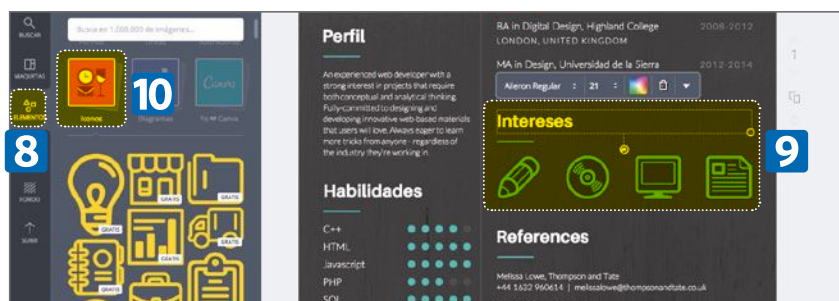 BUSCAR
MAQUETAS
ELEMENTO
8
FONDO
SUBIR
Busca en 1.000.000 de imágenes...
10
Iconos
Diagramas
Canva
Yo ❤ Canva
GRATIS
GRATIS
GRATIS
GRATIS
GRATIS
Perfil
An experienced web developer with a
strong interest in projects that require
both conceptual and analytical thinking.
Fully-committed to designing and
developing innovative web-based materials
that users will love. Always eager to learn
more tricks from anyone - regardless of
the industry they're working in.
Habilidades
C++
HTML
Javascript
PHP
SQL
BA in Digital Design, Highland College 2008-2012
LONDON, UNITED KINGDOM
MA in Design, Universidad de la Sierra 2012-2014
Aileron Regular 21
Intereses
9
References
Melissa Lowe, Thompson and Tate
+44 1632 960614 | melissalowe@thompsonandtate.co.uk
1